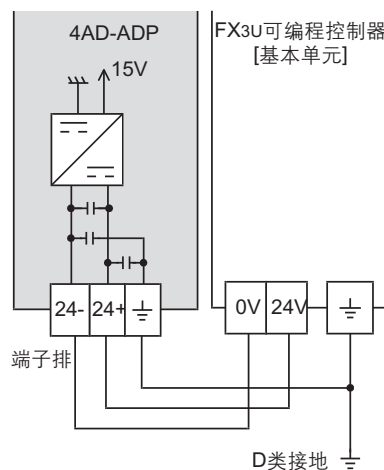 4AD-ADP
FX3U可编程控制器
[基本单元]
15V
24- 24+
0V 24V
端子排
D类接地